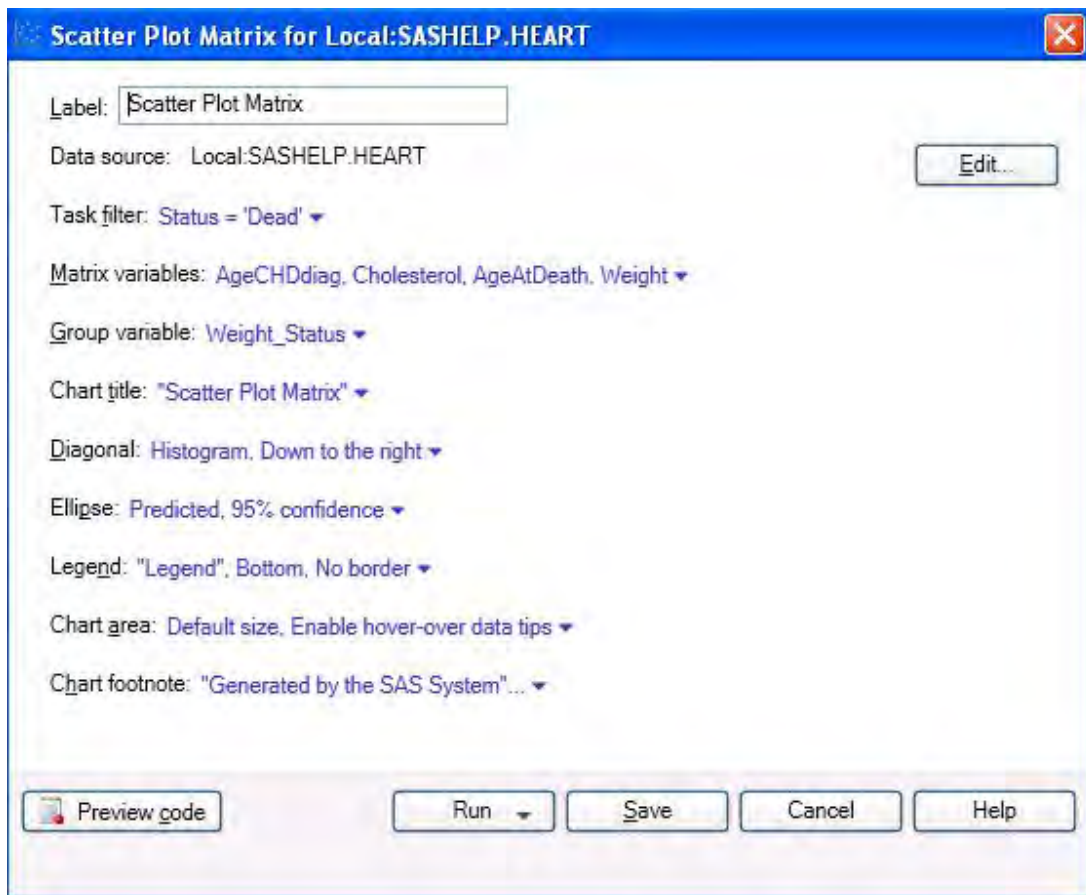 Scatter Plot Matrix for Local:SASHELP.HEART
Label: Scatter Plot Matrix
Data source: Local:SASHELP.HEART
Edit...
Task filter: Status = 'Dead'
Matrix variables: AgeCHDdiag, Cholesterol, AgeAtDeath, Weight
Group variable: Weight_Status
Chart title: "Scatter Plot Matrix"
Diagonal: Histogram, Down to the right
Ellipse: Predicted, 95% confidence
Legend: "Legend", Bottom, No border
Chart area: Default size, Enable hover-over data tips
Chart footnote: "Generated by the SAS System"...
Preview code Run Save Cancel Help